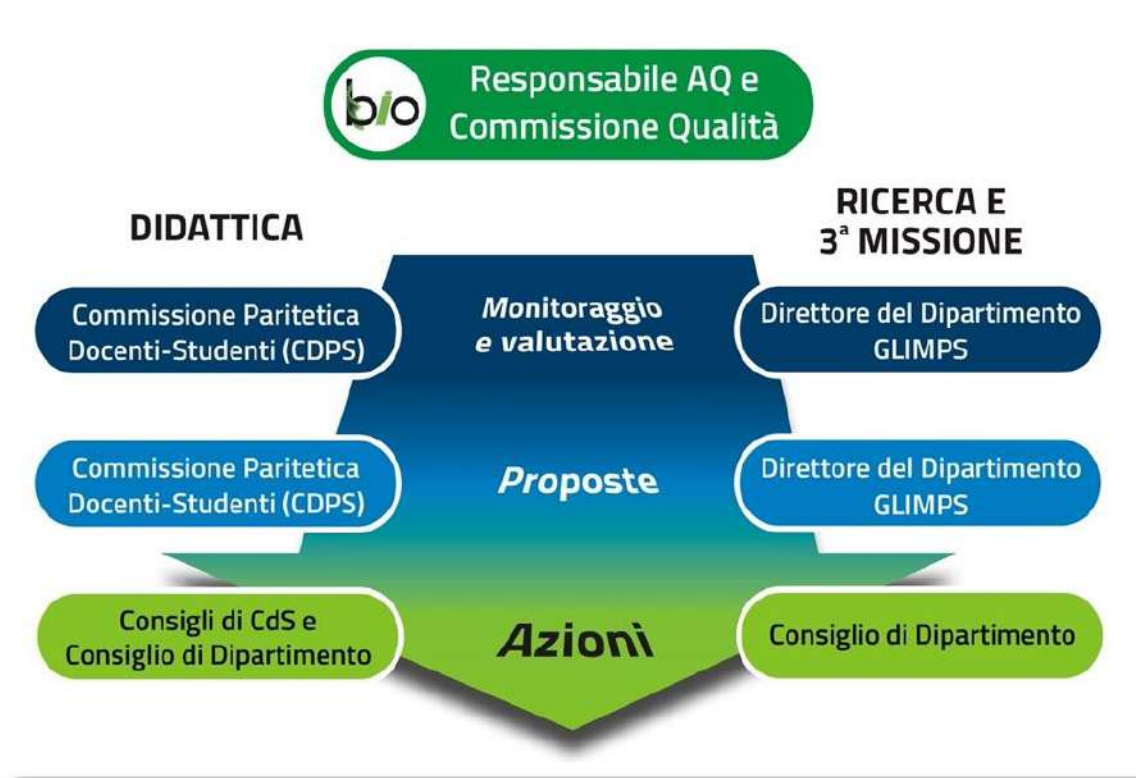 bio
Responsabile AQ e
Commissione Qualità
DIDATTICA
RICERCA E
3ª MISSIONE
Commissione Paritetica
Docenti-Studenti (CDPS)
Monitoraggio
e valutazione
Direttore del Dipartimento
GLIMPS
Commissione Paritetica
Docenti-Studenti (CDPS)
Proposte
Direttore del Dipartimento
GLIMPS
Consigli di CdS e
Consiglio di Dipartimento
Azioni
Consiglio di Dipartimento